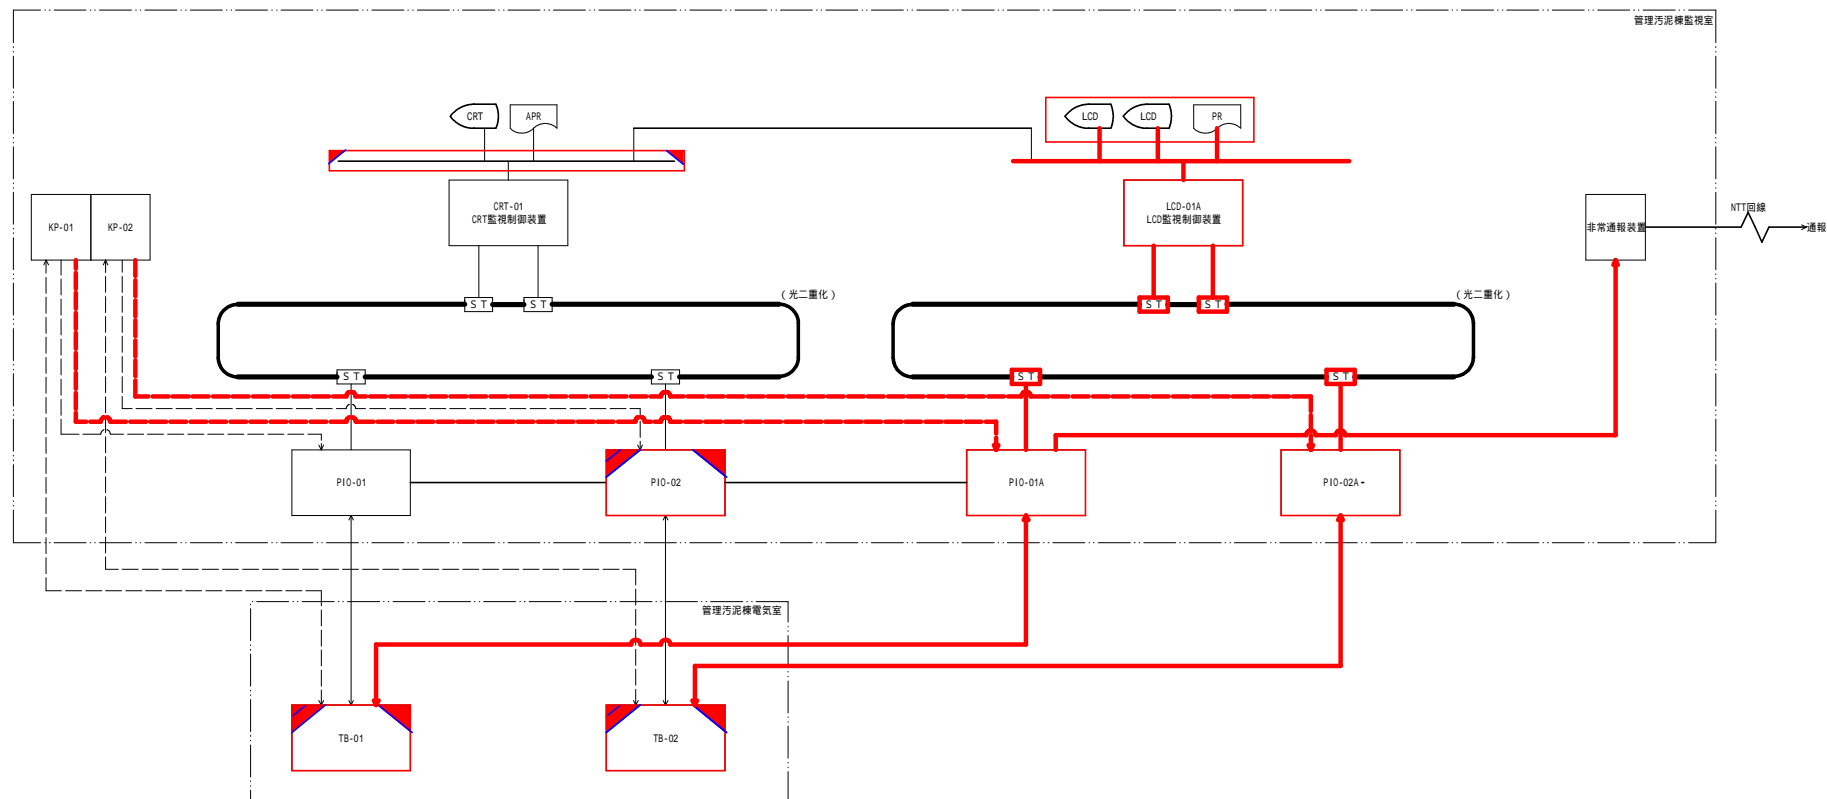 管理汚泥棟監視室
CRT
APR
LCD
LCD
PR
KP-01
KP-02
CRT-01
CRT監視制御装置
LCD-01A
LCD監視制御装置
非常通報装置
NTT回線
通報
(光二重化)
(光二重化)
ST
ST
ST
ST
ST
ST
ST
ST
PIO-01
PIO-02
PIO-01A
PIO-02A-
管理汚泥棟電気室
TB-01
TB-02